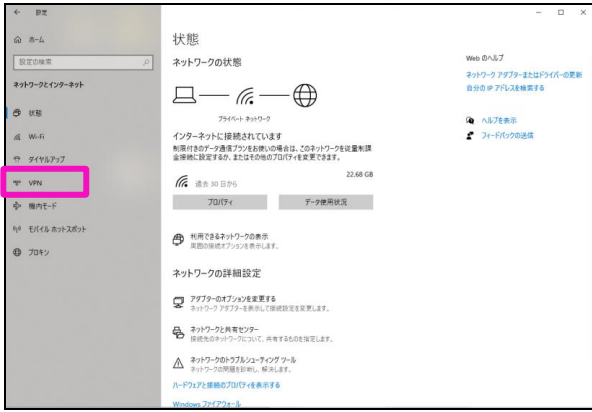 設定
ホーム
設定の検索
ネットワークとインターネット
状態
Wi-Fi
ダイヤルアップ
VPN
機内モード
モバイル ホットスポット
プロキシ
状態
ネットワークの状態
プライベート ネットワーク
インターネットに接続されています
制限付きのデータ通信プランをお使いの場合は、このネットワークを従量制課
金接続に設定するか、またはその他のプロパティを変更できます。
22.68 GB
過去 30 日から
プロパティ
データ使用状況
利用できるネットワークの表示
周囲の接続オプションを表示します。
ネットワークの詳細設定
アダプターのオプションを変更する
ネットワーク アダプターを表示して接続設定を変更します。
ネットワークと共有センター
接続先のネットワークについて、共有するものを指定します。
ネットワークのトラブルシューティング ツール
ネットワークの問題を診断し、解決します。
ハードウェアと接続のプロパティを表示する
Windows ファイアウォール
Web のヘルプ
ネットワーク アダプターまたはドライバーの更新
自分の IP アドレスを検索する
ヘルプを表示
フィードバックの送信